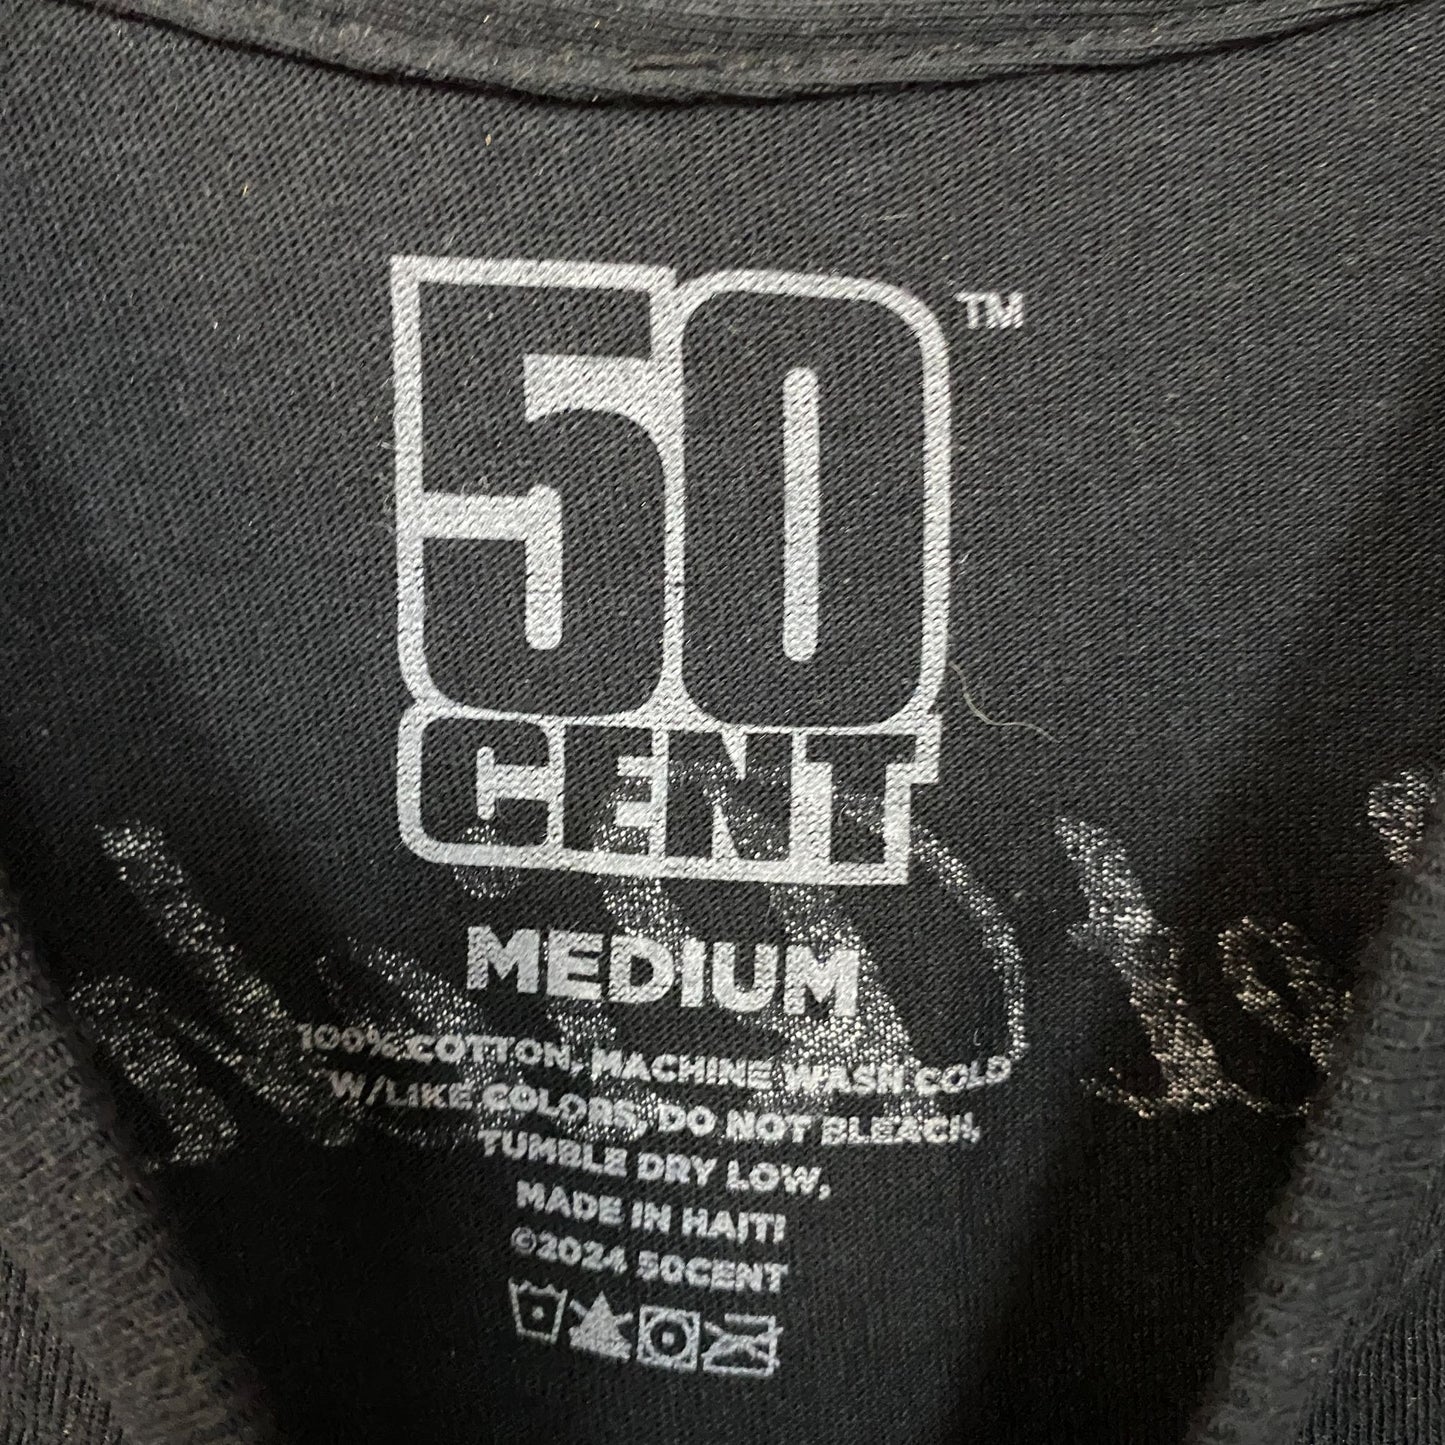 50 ™
CENT
MEDIUM
100% COTTON, MACHINE WASH COLD
W/LIKE COLORS, DO NOT BLEACH,
TUMBLE DRY LOW,
MADE IN HAITI
©2024 50CENT